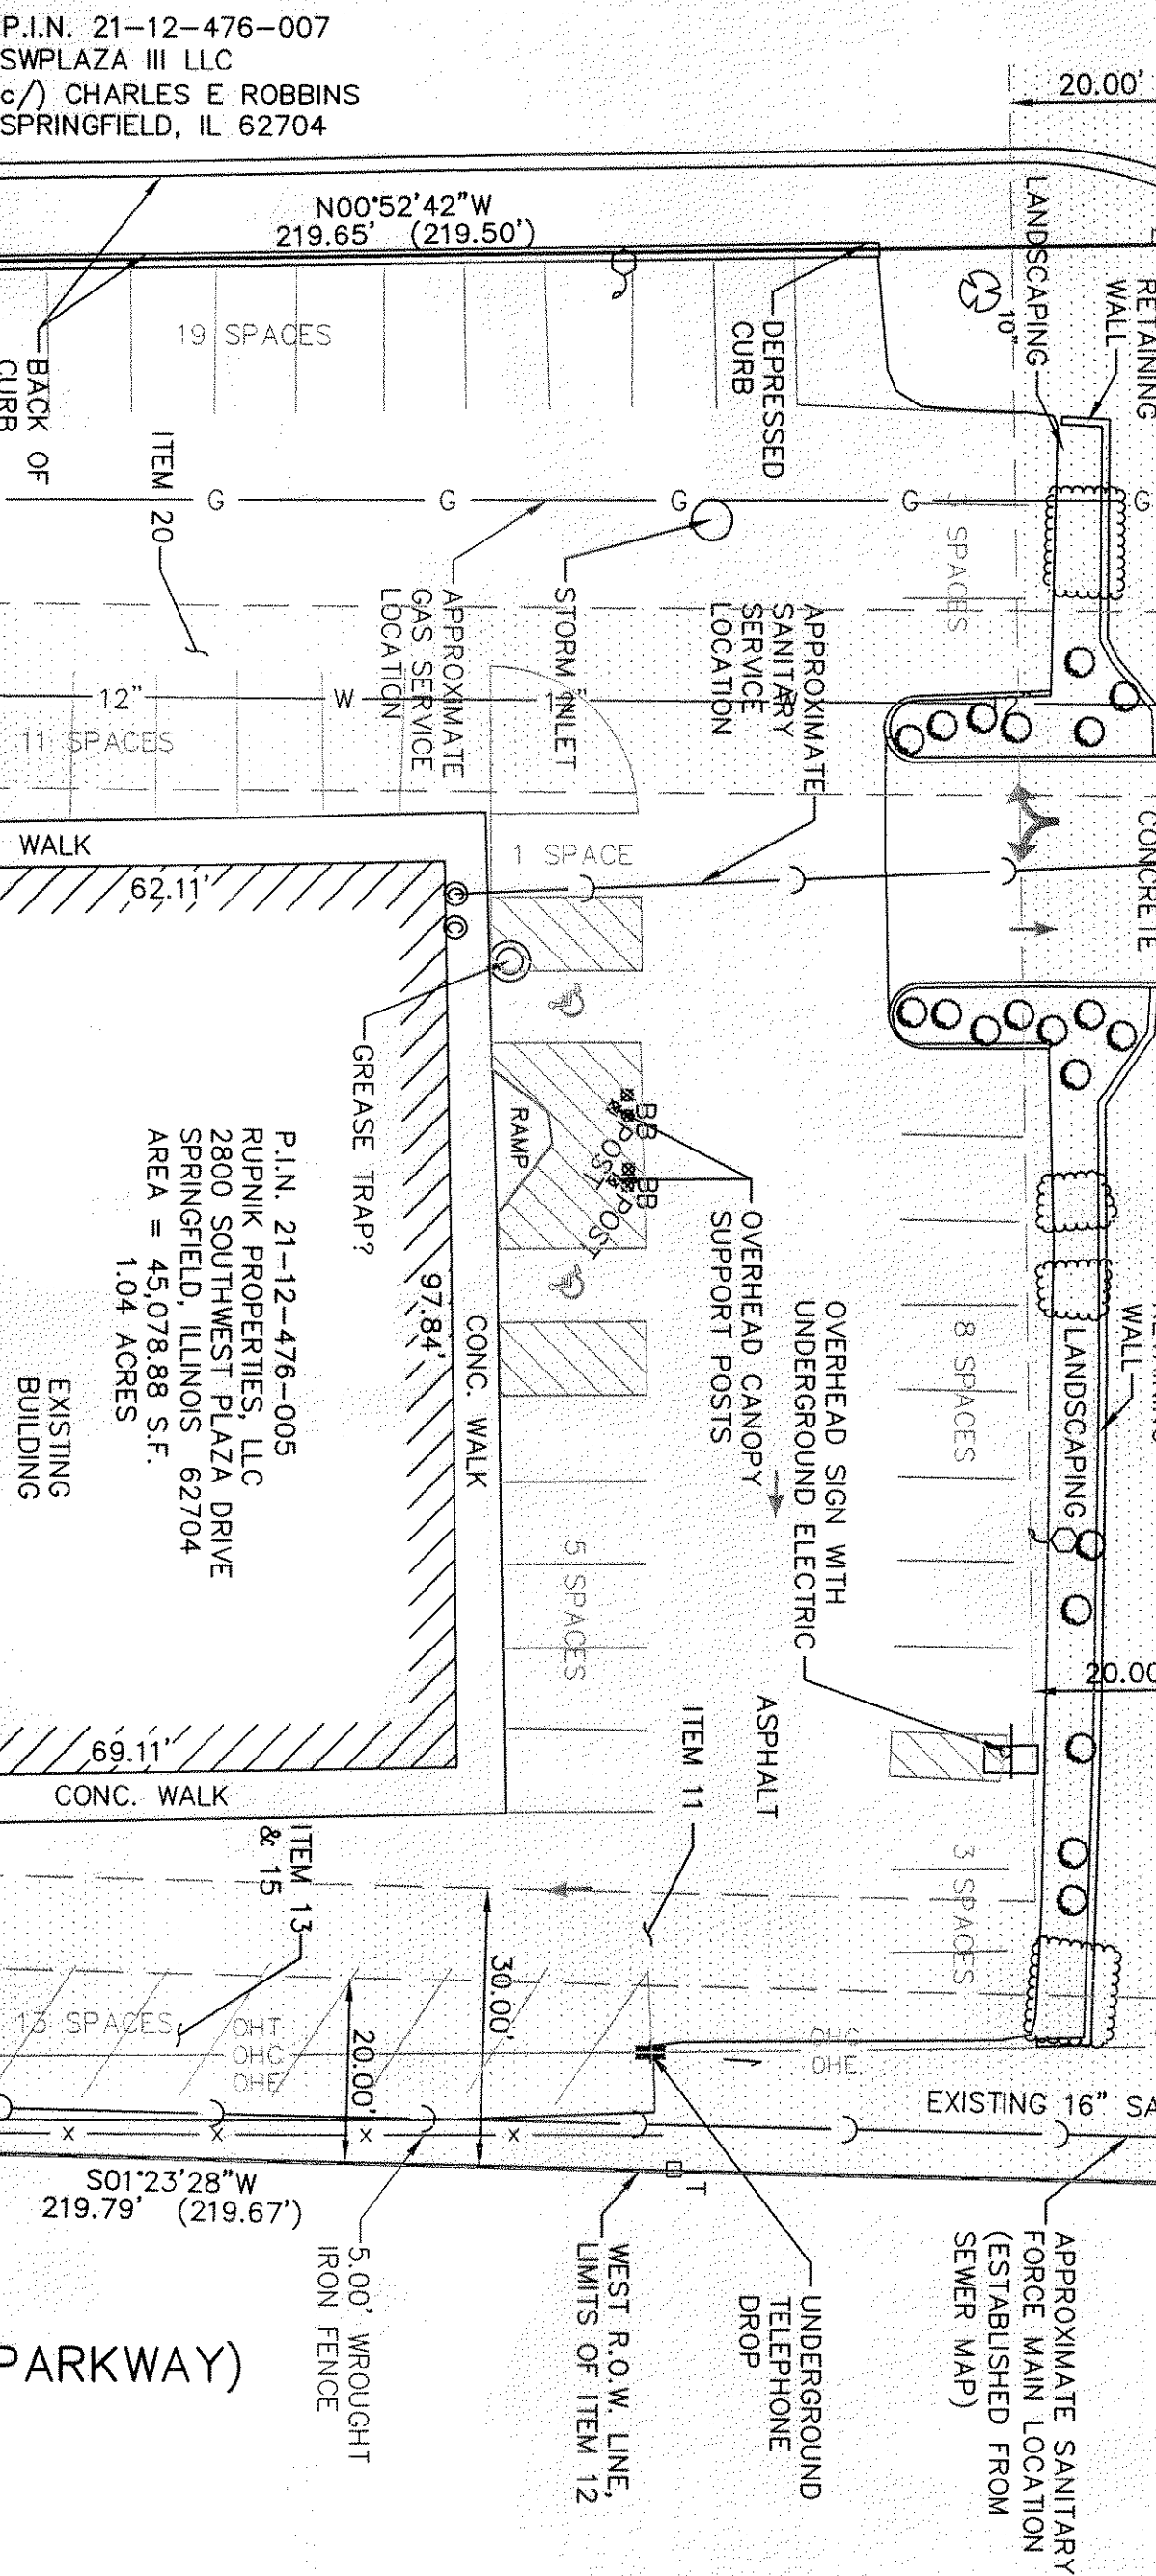 P.I.N. 21-12-476-007
SWPLAZA III LLC
c/) CHARLES E ROBBINS
SPRINGFIELD, IL 62704
20.00'
N00°52'42"W
219.65' (219.50')
LANDSCAPING
RETAINING
WALL
10"
19 SPACES
DEPRESSED
CURB
BACK OF
CURB
ITEM 20
G
G
G
G
G
SPACES
APPROXIMATE
GAS SERVICE
LOCATION
STORM INLET
APPROXIMATE
SANITARY
SERVICE
LOCATION
12"
W
11 SPACES
CONCRETE
WALK
62.11'
1 SPACE
GREASE TRAP?
RAMP
BB
BB
POST
POST
OVERHEAD CANOPY
SUPPORT POSTS
OVERHEAD SIGN WITH
UNDERGROUND ELECTRIC
P.I.N. 21-12-476-005
RUPNIK PROPERTIES, LLC
2800 SOUTHWEST PLAZA DRIVE
SPRINGFIELD, ILLINOIS 62704
AREA = 45,078.88 S.F.
1.04 ACRES
EXISTING
BUILDING
97.84'
CONC. WALK
8 SPACES
WALL
LANDSCAPING
5 SPACES
20.00
ASPHALT
ITEM 11
69.11'
CONC. WALK
ITEM 13
& 15
3 SPACES
30.00'
20.00'
13 SPACES
OHT
OHC
OHE
OHC
OHE
EXISTING 16" SA
X
X
X
X
T
S01°23'28"W
219.79' (219.67')
5.00' WROUGHT
IRON FENCE
WEST R.O.W. LINE,
LIMITS OF ITEM 12
UNDERGROUND
TELEPHONE
DROP
APPROXIMATE SANITARY
FORCE MAIN LOCATION
(ESTABLISHED FROM
SEWER MAP)
PARKWAY)